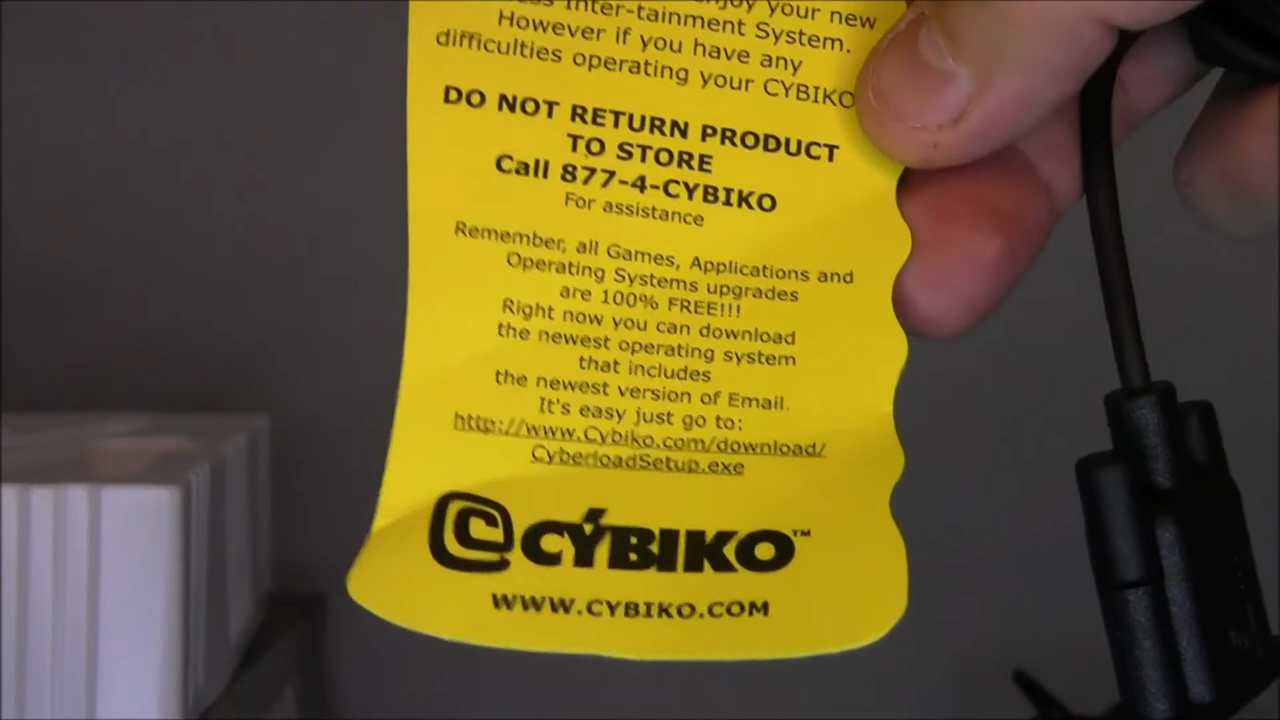 your new
Inter-tainment System.
However if you have any
difficulties operating your CYBIKO
DO NOT RETURN PRODUCT
TO STORE
Call 877-4-CYBIKO
For assistance
Remember, all Games, Applications and
Operating Systems upgrades
are 100% FREE!!!
Right now you can download
the newest operating system
that includes
the newest version of Email.
It's easy just go to:
http://www.Cybiko.com/download/
CyberloadSetup.exe
CYBIKO™
WWW.CYBIKO.COM